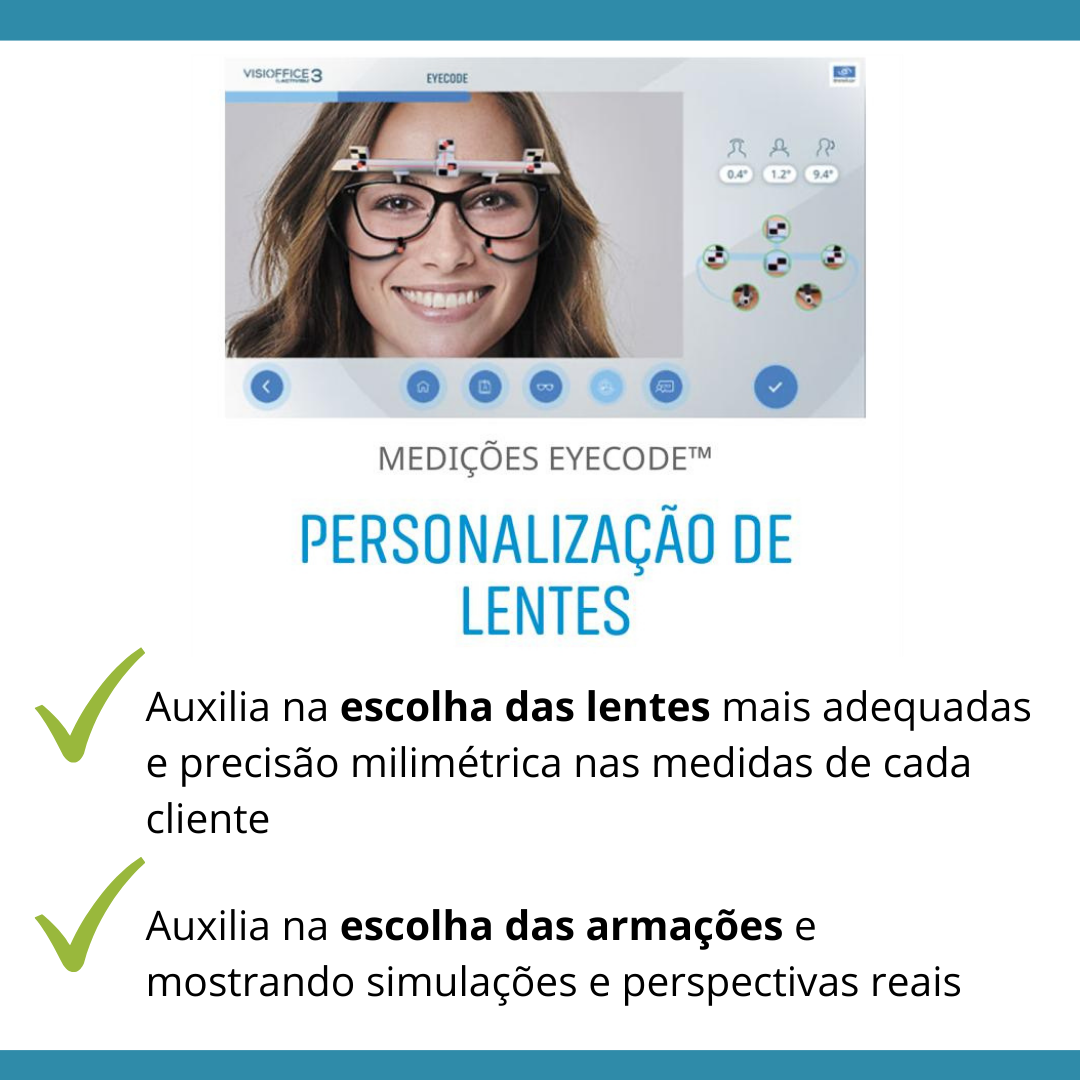 VISIOFFICE 3
EYECODE
0.4° 1.2° 9.4°
MEDIÇÕES EYECODE™
PERSONALIZAÇÃO DE
LENTES
Auxilia na escolha das lentes mais adequadas
e precisão milimétrica nas medidas de cada
cliente
Auxilia na escolha das armações e
mostrando simulações e perspectivas reais